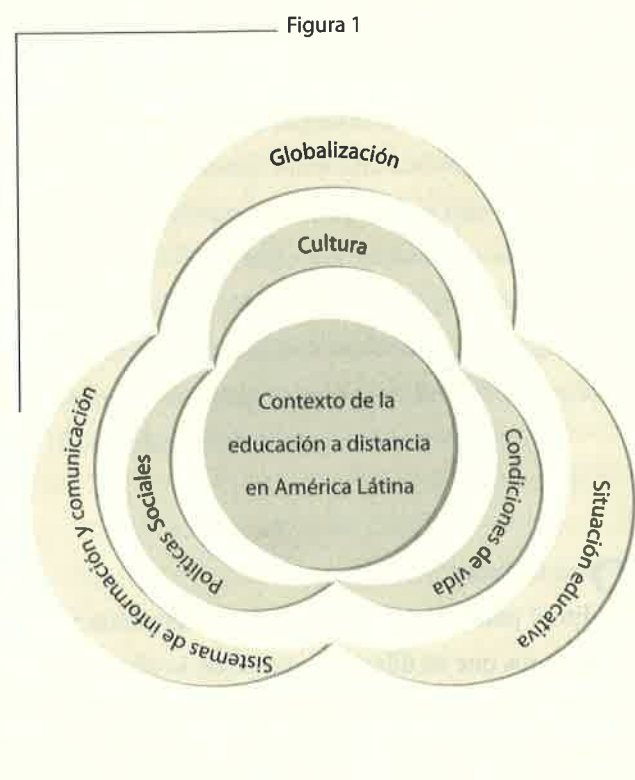 Figura 1
Globalización
Cultura
Contexto de la
educación a distancia
en América Látina
Políticas Sociales
Condiciones de vida
Sistemas de información y comunicación
Situación educativa